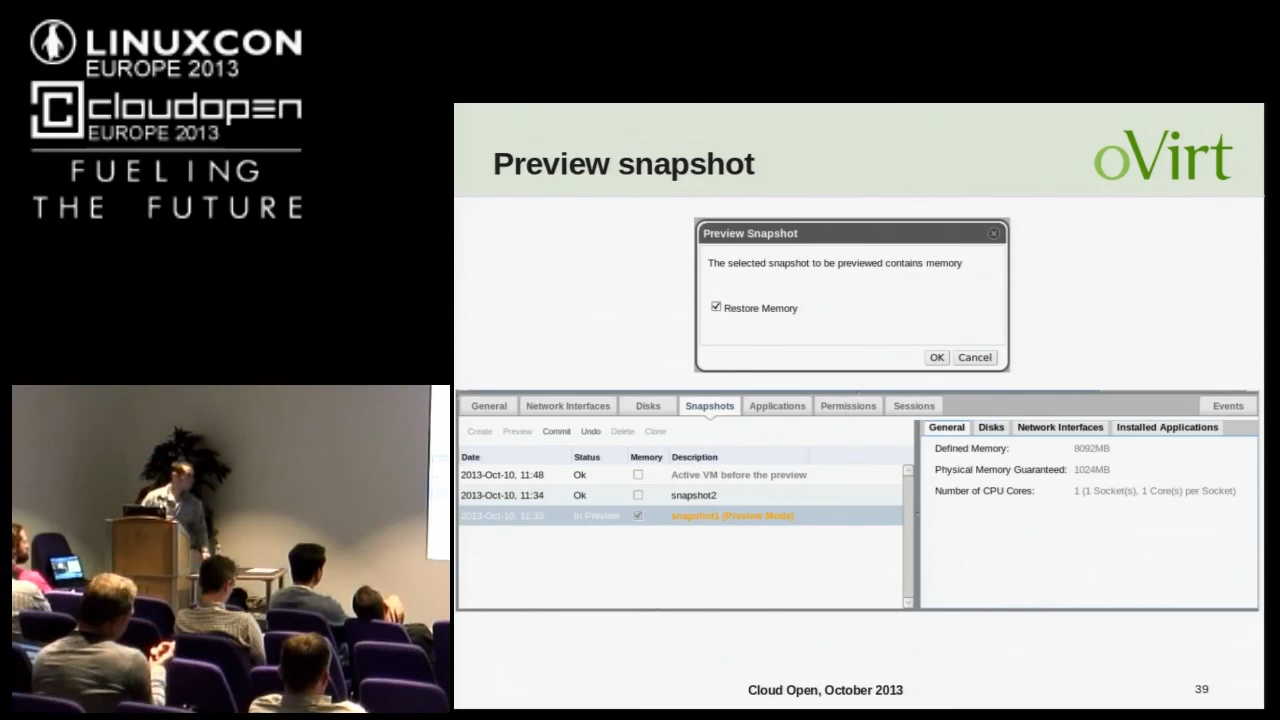 LINUXCON
EUROPE 2013
cloudopen
EUROPE 2013
FUELING
THE FUTURE
Preview snapshot
oVirt
Preview Snapshot
The selected snapshot to be previewed contains memory
Restore Memory
OK Cancel
General Network Interfaces Disks Snapshots Applications Permissions Sessions Events
Create Preview Commit Undo Delete Clone
Date Status Memory Description
2013-Oct-10, 11:48 Ok Active VM before the preview
2013-Oct-10, 11:34 Ok snapshot2
2013-Oct-10, 11:33 In Preview snapshot1 (Preview Mode)
General Disks Network Interfaces Installed Applications
Defined Memory: 8092MB
Physical Memory Guaranteed: 1024MB
Number of CPU Cores: 1 (1 Socket(s), 1 Core(s) per Socket)
Cloud Open, October 2013
39